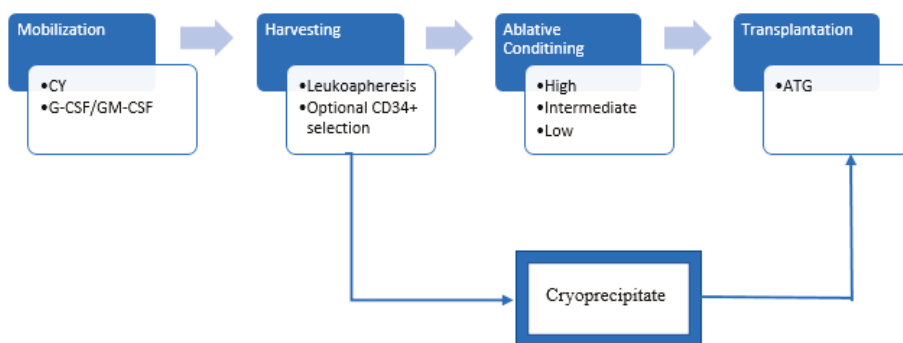 Mobilization
•CY
•G-CSF/GM-CSF
Harvesting
•Leukoapheresis
•Optional CD34+
selection
Ablative
Conditining
•High
•Intermediate
•Low
Transplantation
•ATG
Cryoprecipitate